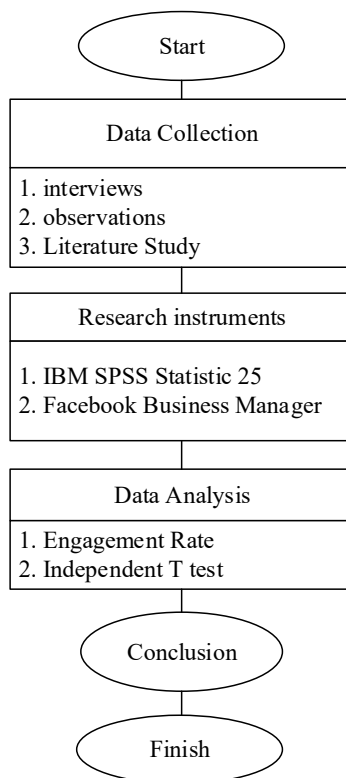 Start
Data Collection
1. interviews
2. observations
3. Literature Study
Research instruments
1. IBM SPSS Statistic 25
2. Facebook Business Manager
Data Analysis
1. Engagement Rate
2. Independent T test
Conclusion
Finish